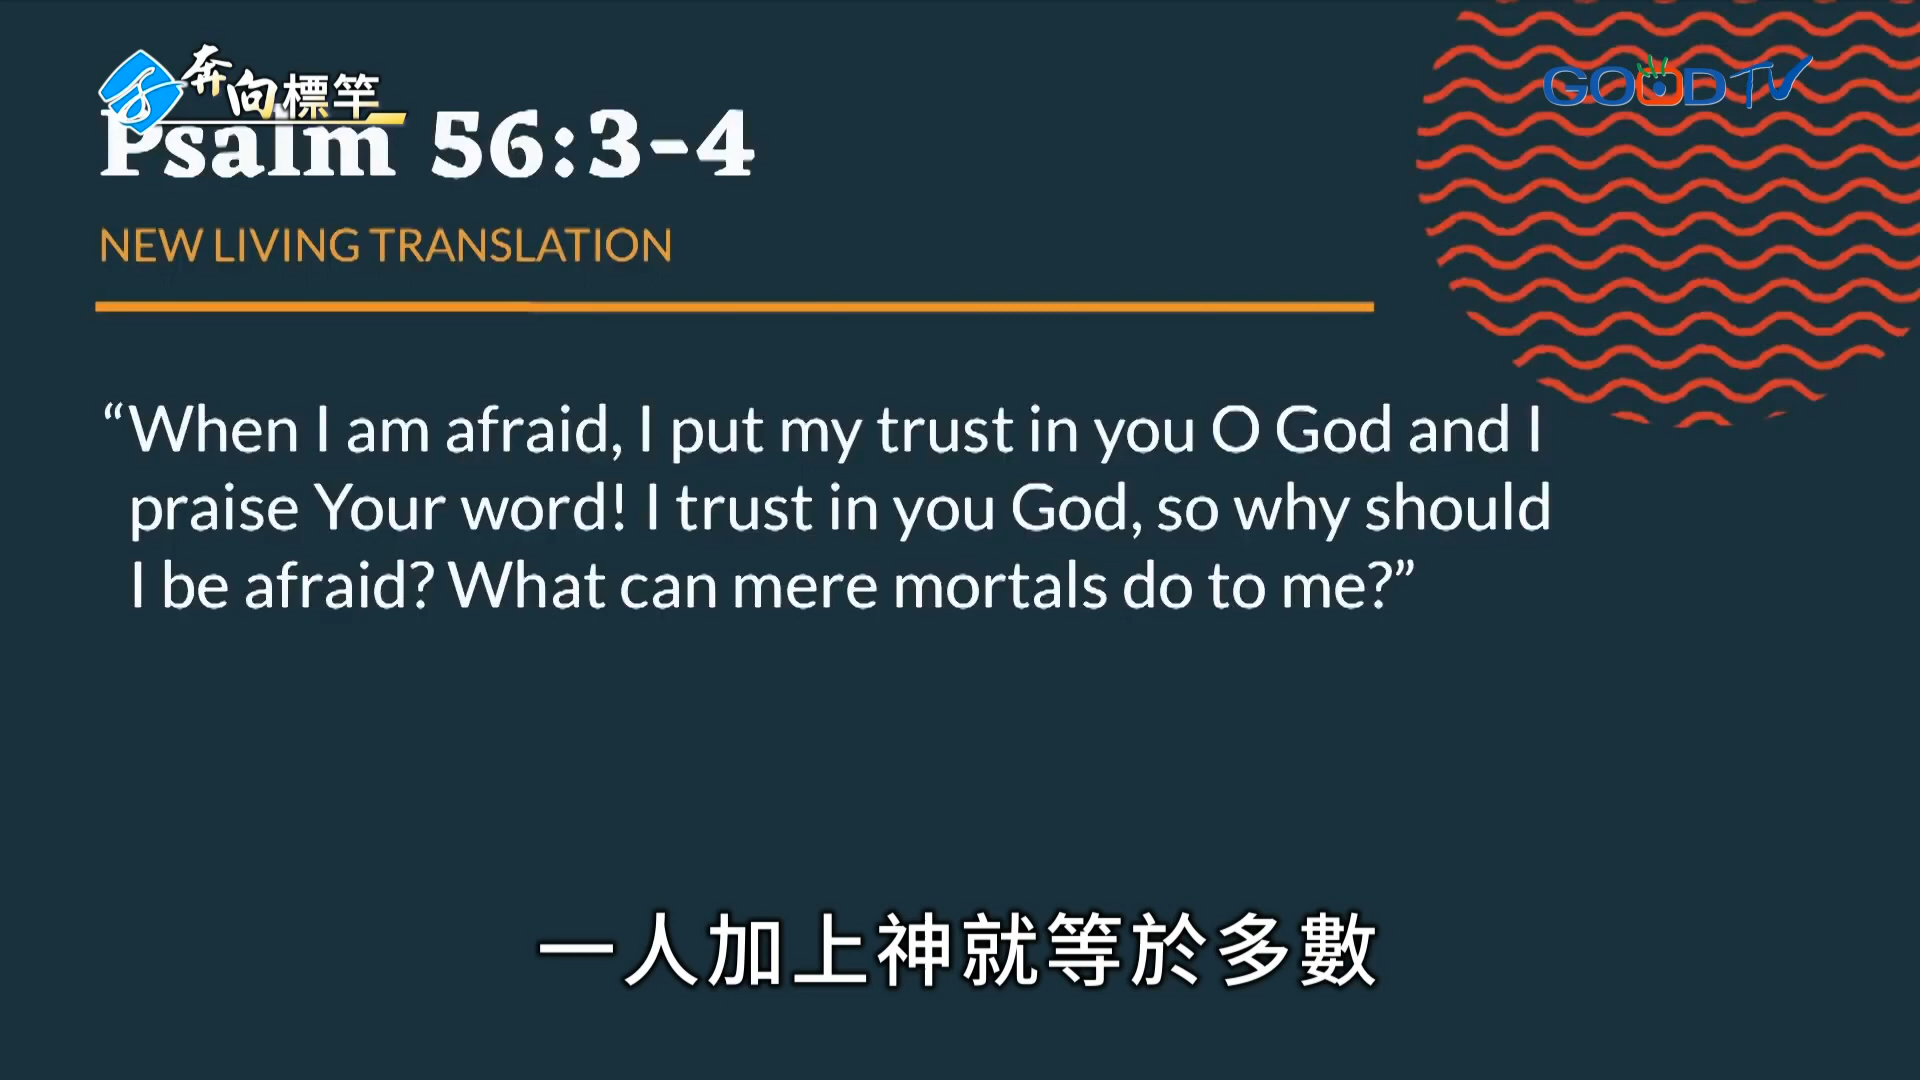 奔向標竿
GOOD TV
Psalm 56:3-4
NEW LIVING TRANSLATION
“When I am afraid, I put my trust in you O God and I
praise Your word! I trust in you God, so why should
I be afraid? What can mere mortals do to me?”
一人加上神就等於多數